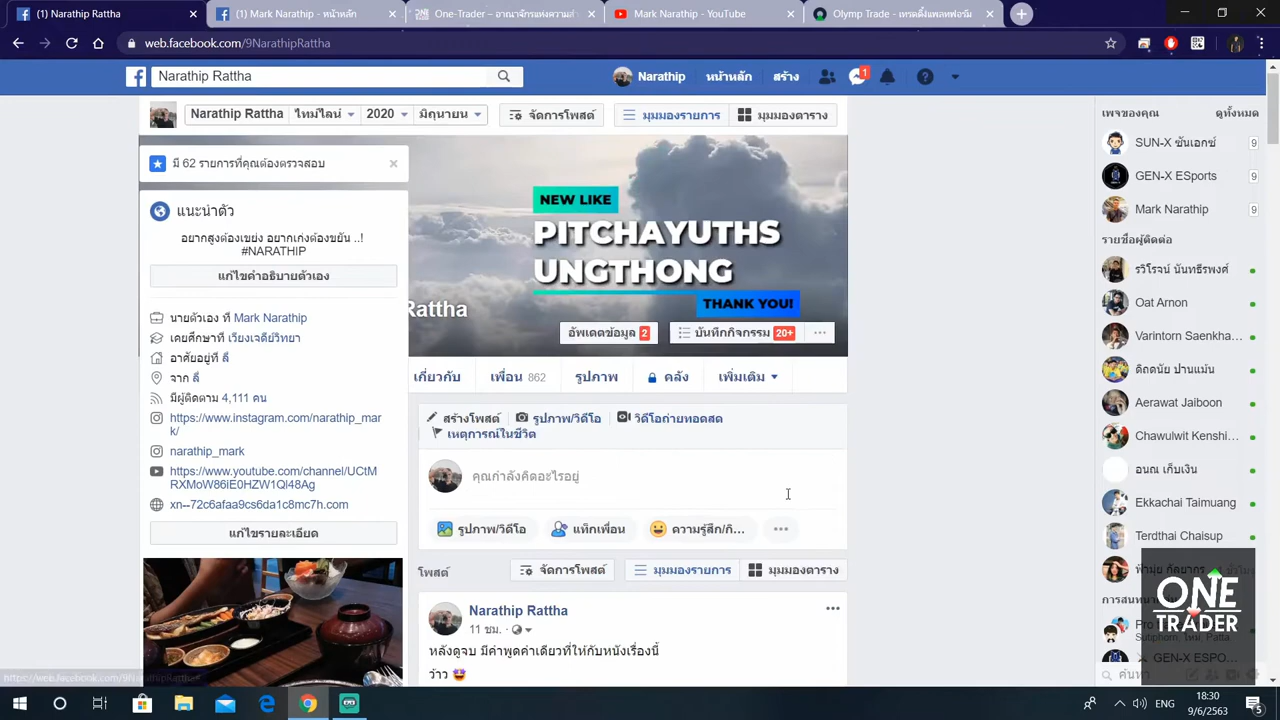 (1) Narathip Rattha
(1) Mark Narathip - หน้าหลัก
One-Trader – อาณาจักรแห่งความสำ
Mark Narathip - YouTube
Olymp Trade - เทรดดิ้งแพลทฟอร์ม
web.facebook.com/9NarathipRattha
Narathip Rattha
Narathip
หน้าหลัก
สร้าง
1
Narathip Rattha
ไทม์ไลน์
2020
มิถุนายน
จัดการโพสต์
มุมมองรายการ
มุมมองตาราง
มี 62 รายการที่คุณต้องตรวจสอบ
แนะนำตัว
อยากสูงต้องเขย่ง อยากเก่งต้องขยัน ..!
#NARATHIP
แก้ไขคำอธิบายตัวเอง
นายตัวเอง ที่ Mark Narathip
เคยศึกษาที่ เวียงเจดีย์วิทยา
อาศัยอยู่ที่ ลี้
จาก ลี้
มีผู้ติดตาม 4,111 คน
https://www.instagram.com/narathip_mar
k/
narathip_mark
https://www.youtube.com/channel/UCtM
RXMoW86iE0HZW1Ql48Ag
xn--72c6afaa9cs6da1c8mc7h.com
แก้ไขรายละเอียด
NEW LIKE
PITCHAYUTHS
UNGTHONG
THANK YOU!
Rattha
อัพเดตข้อมูล 2
บันทึกกิจกรรม 20+
เกี่ยวกับ
เพื่อน 862
รูปภาพ
คลัง
เพิ่มเติม
สร้างโพสต์
รูปภาพ/วิดีโอ
วิดีโอถ่ายทอดสด
เหตุการณ์ในชีวิต
คุณกำลังคิดอะไรอยู่
รูปภาพ/วิดีโอ
แท็กเพื่อน
ความรู้สึก/กิ...
โพสต์
จัดการโพสต์
มุมมองรายการ
มุมมองตาราง
Narathip Rattha
11 ชม.
หลังดูจบ มีคำพูดคำเดียวที่ให้กับหนังเรื่องนี้
ว้าว 🤩
เพจของคุณ
ดูทั้งหมด
SUN-X ซันเอกซ์ 9
GEN-X ESports 9
Mark Narathip 9
รายชื่อผู้ติดต่อ
รวิโรจน์ นันทธีรพงศ์
Oat Arnon
Varintorn Saenkha...
ดิกดนัย ปานแม้น
Aerawat Jaiboon
Chawulwit Kenshi...
อนณ เก็บเงิน
Ekkachai Taimuang
Terdthai Chaisup
การสนทนา
GEN-X ESPO...
ค้นหา
ONE
TRADER
https://web.facebook.com/9NarathipRattha
ENG
18:30
9/6/2563
5